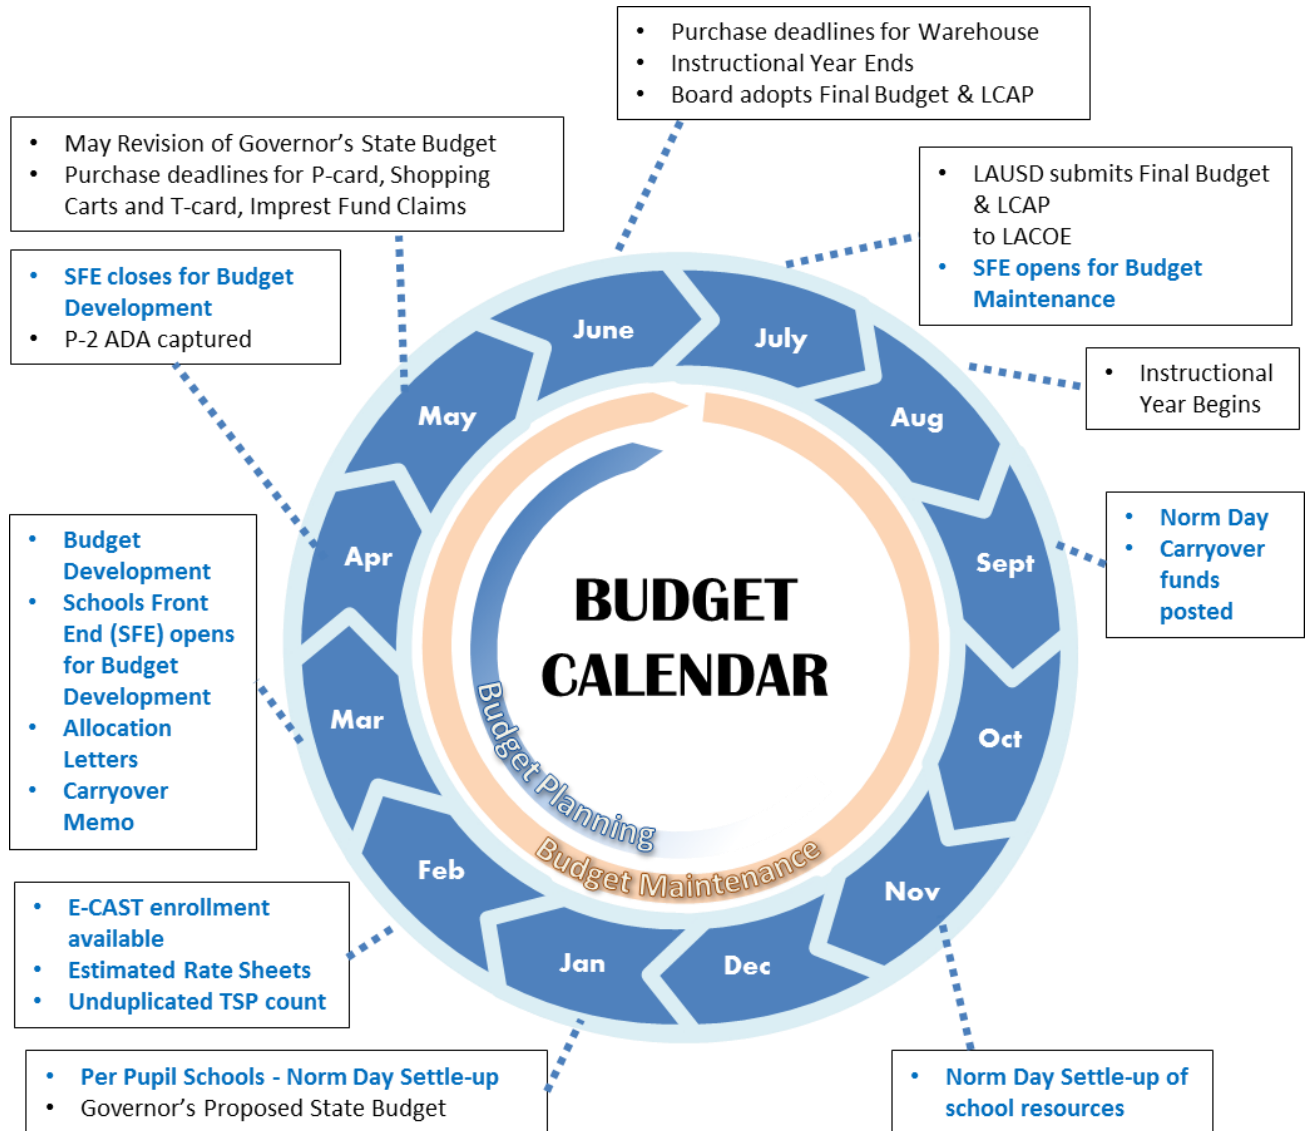 • Purchase deadlines for Warehouse
• Instructional Year Ends
• Board adopts Final Budget & LCAP
• May Revision of Governor’s State Budget
• Purchase deadlines for P-card, Shopping
Carts and T-card, Imprest Fund Claims
• LAUSD submits Final Budget
& LCAP
to LACOE
• SFE opens for Budget
Maintenance
• SFE closes for Budget
Development
• P-2 ADA captured
• Instructional
Year Begins
• Norm Day
• Carryover
funds
posted
• Budget
Development
• Schools Front
End (SFE) opens
for Budget
Development
• Allocation
Letters
• Carryover
Memo
• E-CAST enrollment
available
• Estimated Rate Sheets
• Unduplicated TSP count
• Per Pupil Schools - Norm Day Settle-up
• Governor’s Proposed State Budget
• Norm Day Settle-up of
school resources
June
July
Aug
Sept
Oct
Nov
Dec
Jan
Feb
Mar
Apr
May
BUDGET
CALENDAR
Budget Planning
Budget Maintenance